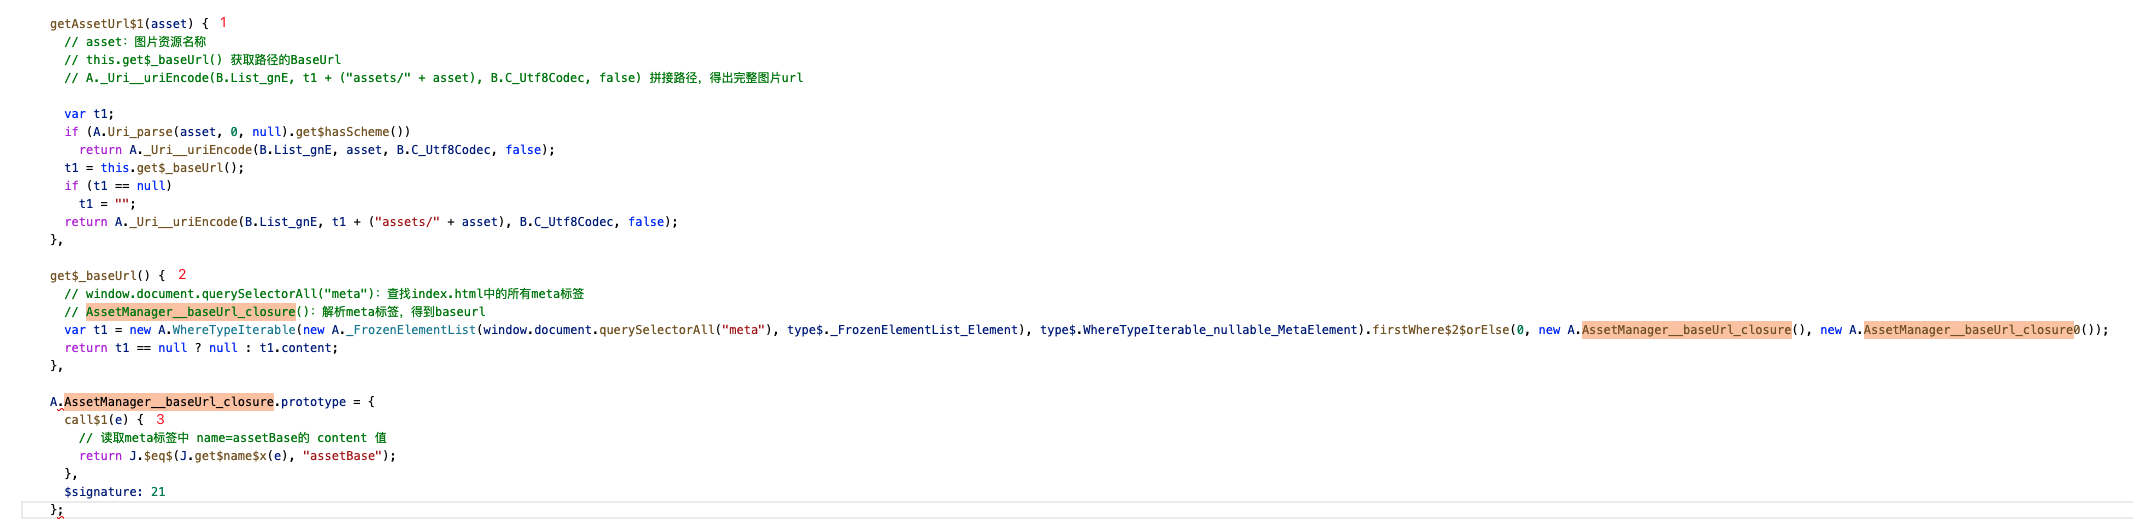 getAssetUrl$1(asset) { 1
// asset：图片资源名称
// this.get$_baseUrl() 获取路径的BaseUrl
// A._Uri__uriEncode(B.List_gnE, t1 + ("assets/" + asset), B.C_Utf8Codec, false) 拼接路径，得出完整图片url
var t1;
if (A.Uri_parse(asset, 0, null).get$hasScheme())
return A._Uri__uriEncode(B.List_gnE, asset, B.C_Utf8Codec, false);
t1 = this.get$_baseUrl();
if (t1 == null)
t1 = "";
return A._Uri__uriEncode(B.List_gnE, t1 + ("assets/" + asset), B.C_Utf8Codec, false);
},
get$_baseUrl() { 2
// window.document.querySelectorAll("meta")：查找index.html中的所有meta标签
// AssetManager__baseUrl_closure()：解析meta标签，得到baseurl
var t1 = new A.WhereTypeIterable(new A._FrozenElementList(window.document.querySelectorAll("meta"), type$._FrozenElementList_Element), type$.WhereTypeIterable_nullable_MetaElement).firstWhere$2$orElse(0, new A.AssetManager__baseUrl_closure(), new A.AssetManager__baseUrl_closure0());
return t1 == null ? null : t1.content;
},
A.AssetManager__baseUrl_closure.prototype = {
call$1(e) { 3
// 读取meta标签中 name=assetBase的 content 值
return J.$eq$(J.get$name$x(e), "assetBase");
},
$signature: 21
};